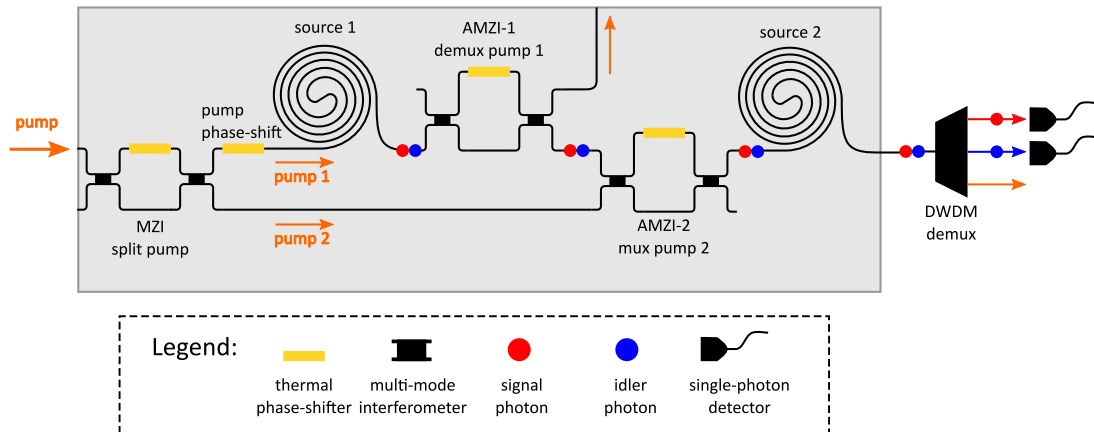 source 1
AMZI-1
demux pump 1
source 2
pump
phase-shift
pump
pump 1
MZI
split pump
pump 2
AMZI-2
mux pump 2
DWDM
demux
Legend:
thermal
phase-shifter
multi-mode
interferometer
signal
photon
idler
photon
single-photon
detector